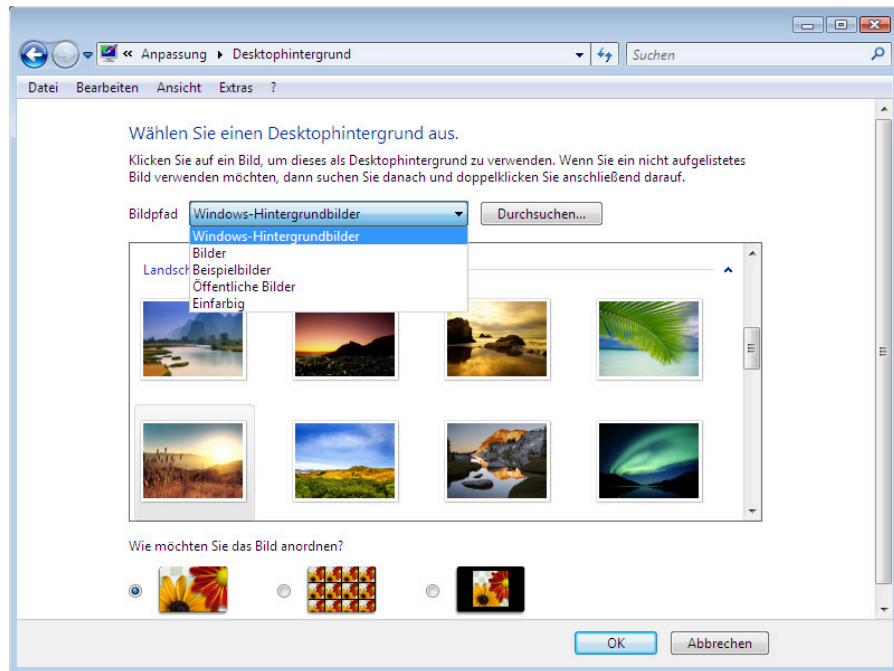 « Anpassung ▸ Desktophintergrund
Suchen
Datei Bearbeiten Ansicht Extras ?
Wählen Sie einen Desktophintergrund aus.
Klicken Sie auf ein Bild, um dieses als Desktophintergrund zu verwenden. Wenn Sie ein nicht aufgelistetes
Bild verwenden möchten, dann suchen Sie danach und doppelklicken Sie anschließend darauf.
Bildpfad Windows-Hintergrundbilder Durchsuchen...
Windows-Hintergrundbilder
Bilder
Landsch Beispielbilder
Öffentliche Bilder
Einfarbig
Wie möchten Sie das Bild anordnen?
OK Abbrechen